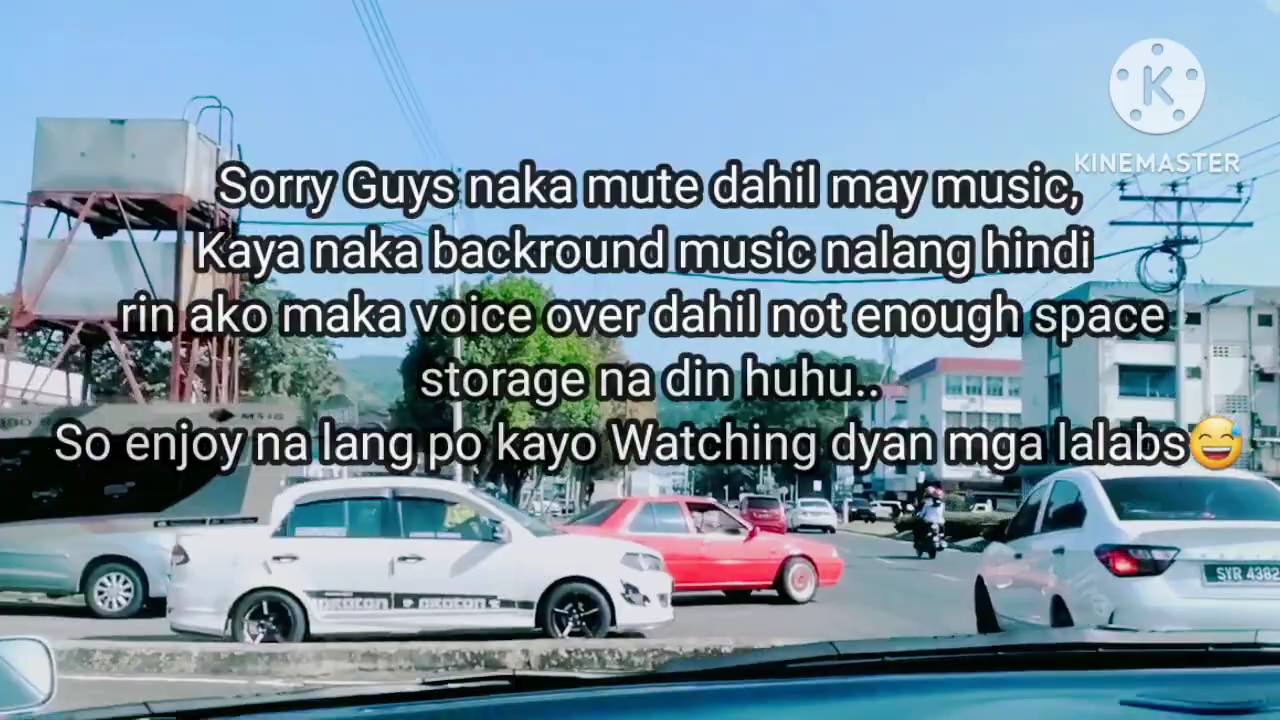 KINEMASTER
Sorry Guys naka mute dahil may music,
Kaya naka backround music nalang hindi
rin ako maka voice over dahil not enough space
storage na din huhu..
So enjoy na lang po kayo Watching dyan mga lalabs😅
SYR 4382